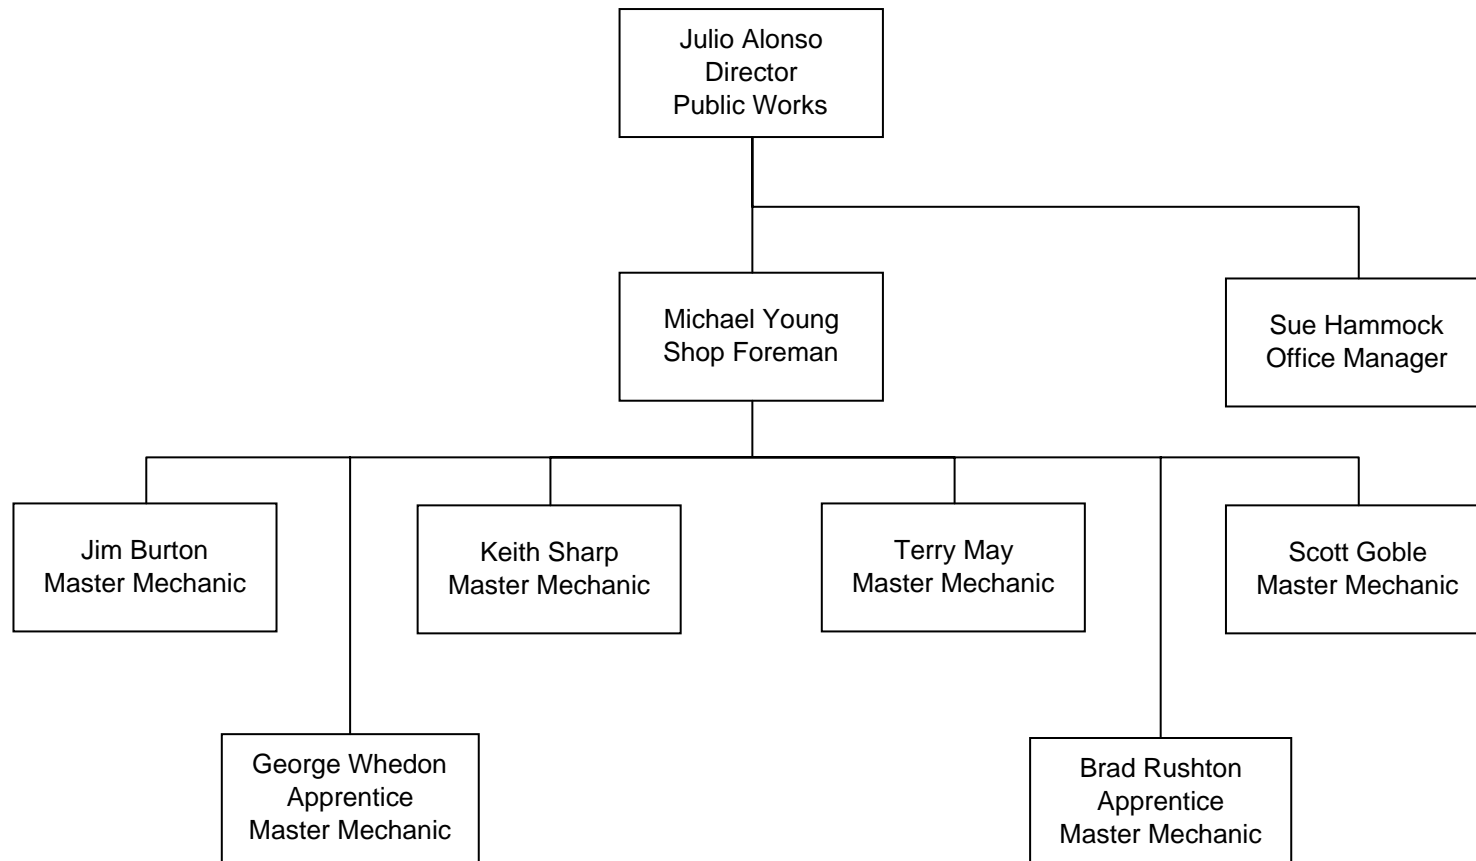 Julio Alonso
Director
Public Works
Michael Young
Shop Foreman
Sue Hammock
Office Manager
Jim Burton
Master Mechanic
Keith Sharp
Master Mechanic
Terry May
Master Mechanic
Scott Goble
Master Mechanic
George Whedon
Apprentice
Master Mechanic
Brad Rushton
Apprentice
Master Mechanic